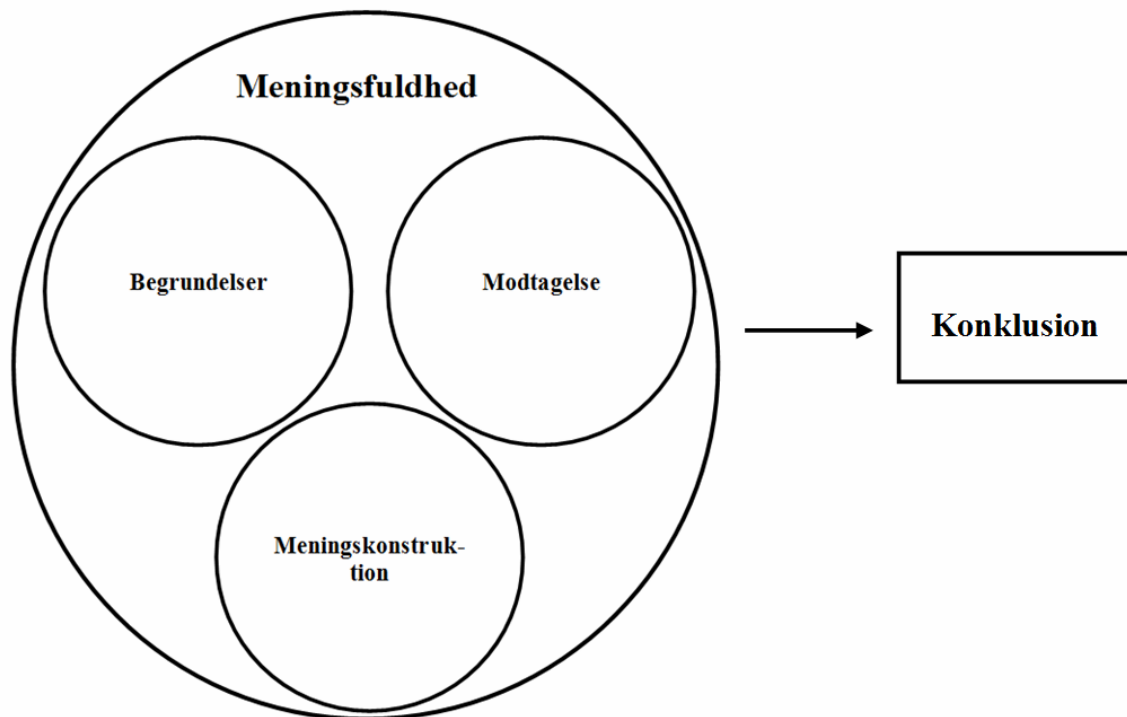 Meningsfuldhed
Begrundelser
Modtagelse
Konklusion
Meningskonstruk-
tion